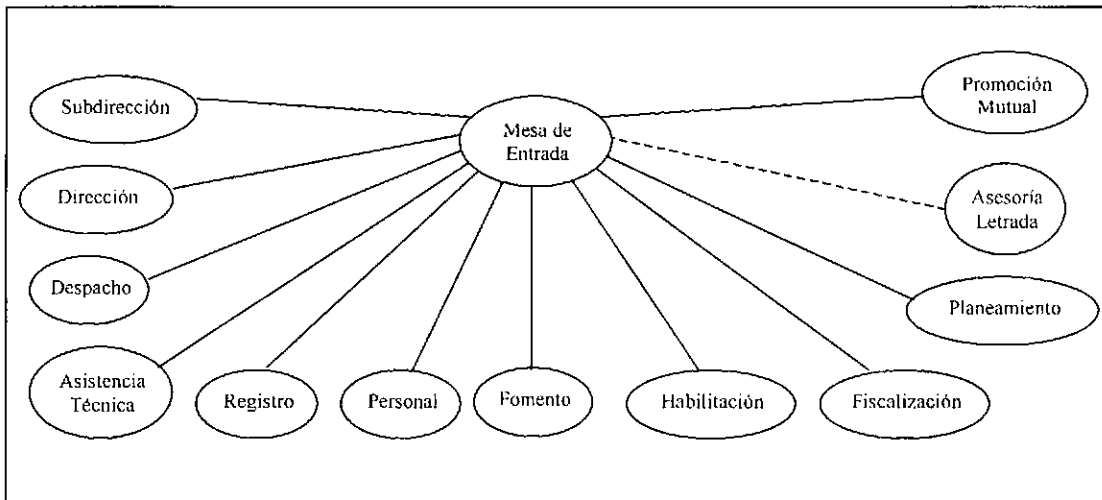 Subdirección
Promoción
Mutual
Mesa de
Entrada
Dirección
Asesoría
Letrada
Despacho
Planeamiento
Asistencia
Técnica
Registro
Personal
Fomento
Habilitación
Fiscalización